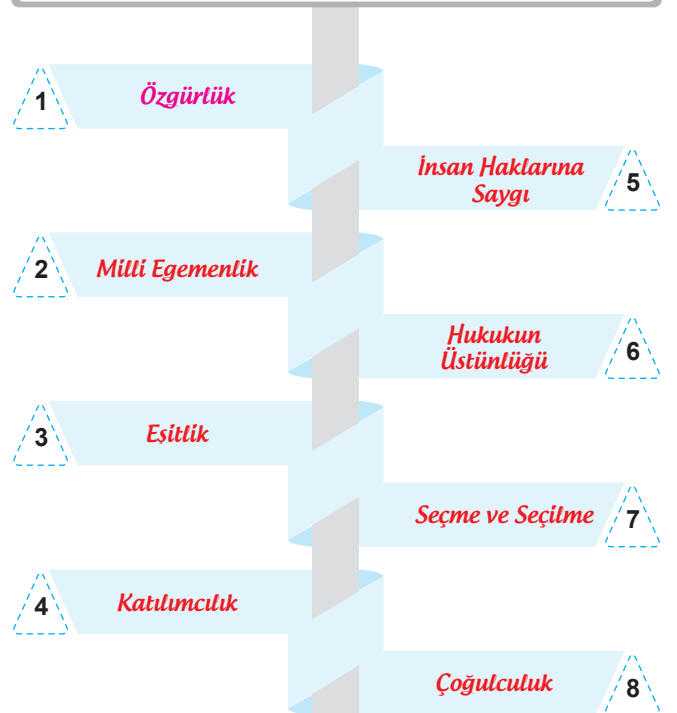 1
Özgürlük
İnsan Haklarına
Saygı
5
2
Milli Egemenlik
Hukukun
Üstünlüğü
6
3
Eşitlik
Seçme ve Seçilme
7
4
Katılımcılık
Çoğulculuk
8